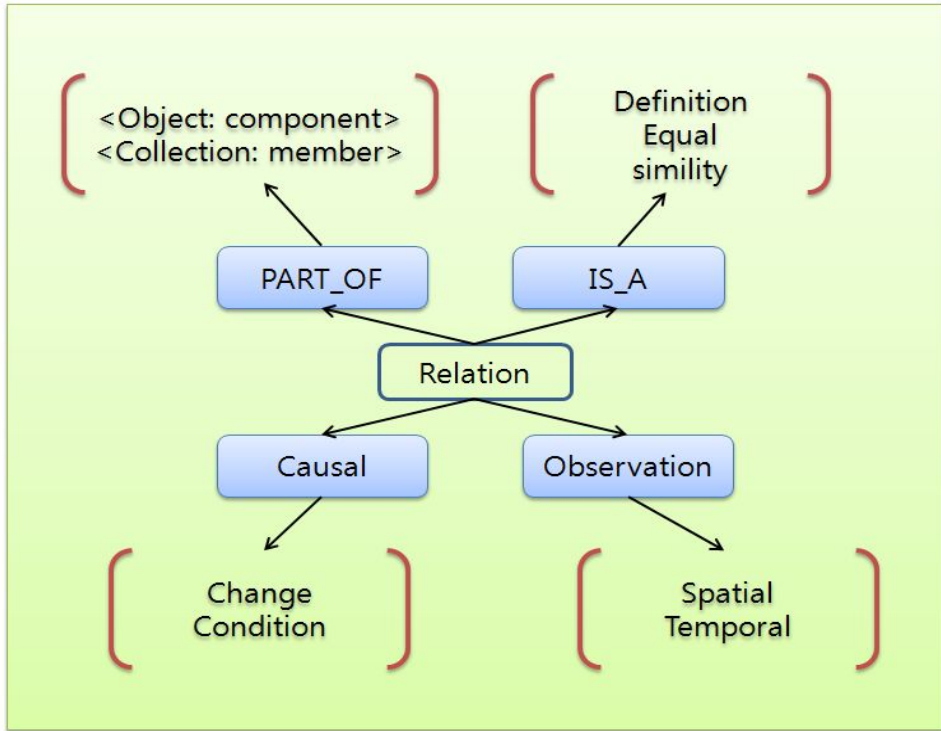 <Object: component>
<Collection: member>
Definition
Equal
simility
PART_OF
IS_A
Relation
Causal
Observation
Change
Condition
Spatial
Temporal